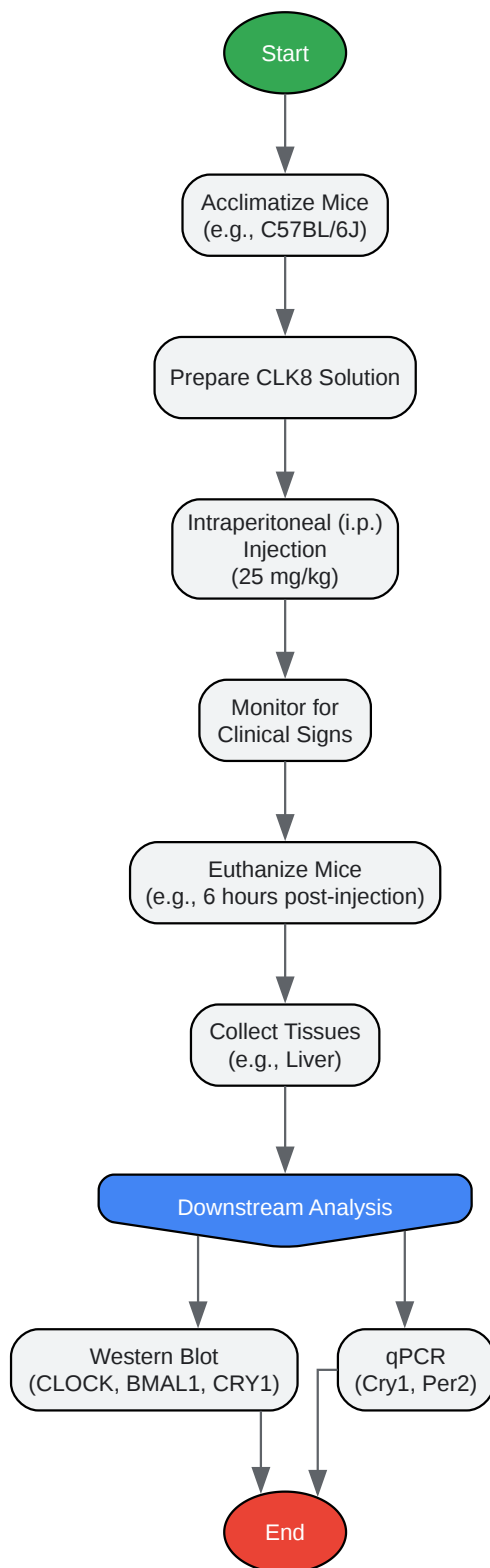 Start
Acclimatize Mice
(e.g., C57BL/6J)
Prepare CLK8 Solution
Intraperitoneal (i.p.)
Injection
(25 mg/kg)
Monitor for
Clinical Signs
Euthanize Mice
(e.g., 6 hours post-injection)
Collect Tissues
(e.g., Liver)
Downstream Analysis
Western Blot
(CLOCK, BMAL1, CRY1)
qPCR
(Cry1, Per2)
End